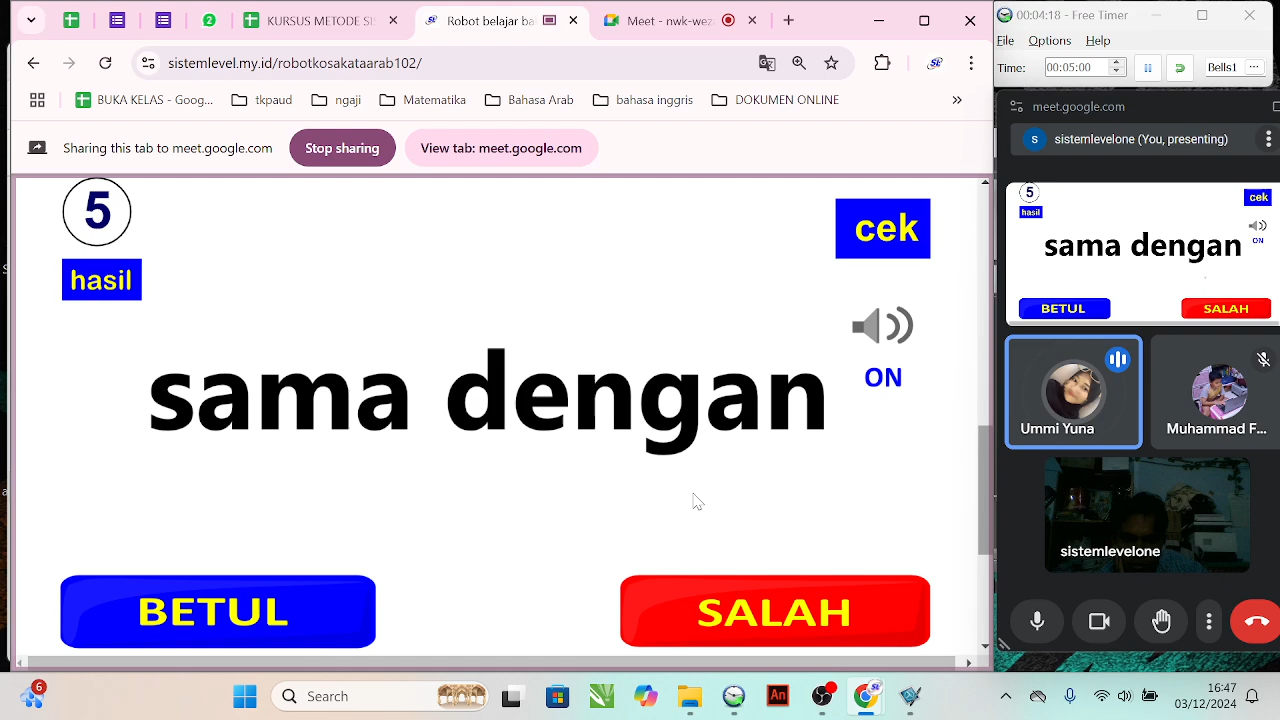 2
KURSUS METODE SI
Robot belajar ba
Meet - nwk-wez
sistemlevel.my.id/robotkosakataarab102/
BUKA KELAS - Goog...
tkpaud
ngaji
Matematika
Bahasa Arab
bahasa inggris
DOKUMEN ONLINE
Sharing this tab to meet.google.com
Stop sharing
View tab: meet.google.com
5
cek
hasil
sama dengan
ON
BETUL
SALAH
00:04:18 - Free Timer
File
Options
Help
Time:
00:05:00
Bells1
...
meet.google.com
s
sistemlevelone (You, presenting)
5
cek
hasil
ON
sama dengan
BETUL
SALAH
Ummi Yuna
Muhammad F...
sistemlevelone
6
Search
An
16:47
03/12/2024